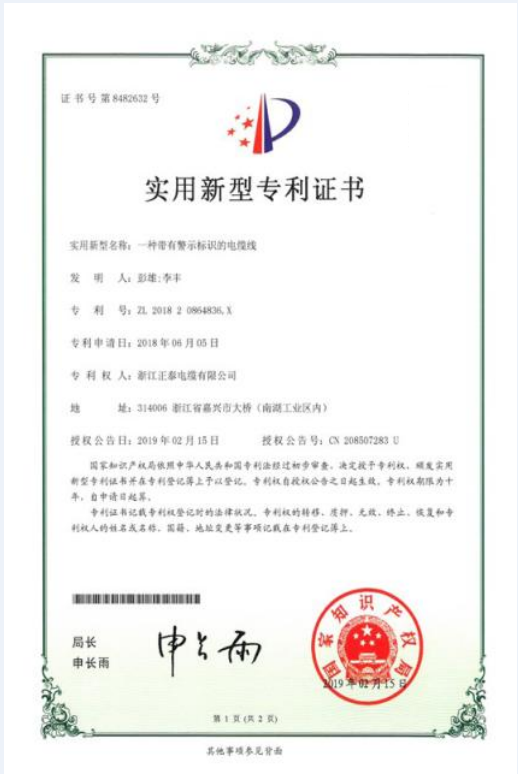 证书号第8482632号
实用新型专利证书
实用新型名称：一种带有警示标识的电缆线
发 明 人：彭雄;李丰
专 利 号：ZL 2018 2 0864836.X
专利申请日：2018年06月05日
专 利 权 人：浙江正泰电缆有限公司
地 址：314006 浙江省嘉兴市大桥（南湖工业区内）
授权公告日：2019年02月15日 授权公告号：CN 208507283 U
国家知识产权局依照中华人民共和国专利法经过初步审查，决定授予专利权，颁发实用
新型专利证书并在专利登记簿上予以登记。专利权自授权公告之日起生效。专利权期限为十
年，自申请日起算。
专利证书记载专利权登记时的法律状况。专利权的转移、质押、无效、终止、恢复和专
利权人的姓名或名称、国籍、地址变更等事项记载在专利登记簿上。
局长
申长雨
申长雨
国家知识产权局
2019年02月15日
第 1 页 (共 2 页)
其他事项参见背面